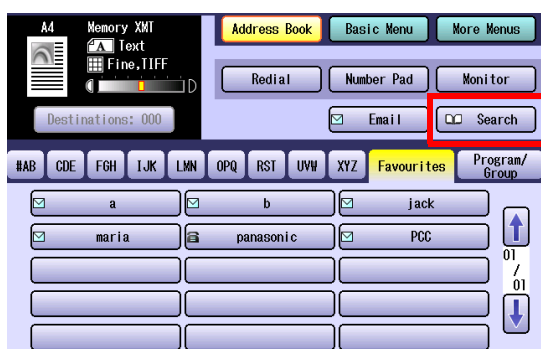 A4 Memory XMT Address Book Basic Menu More Menus
A Text
Fine,TIFF
Redial Number Pad Monitor
D
Destinations: 000 Email Search
#AB CDE FGH IJK LMN OPQ RST UVW XYZ Favourites Program/
Group
a b jack
maria panasonic PCC
01
/
01